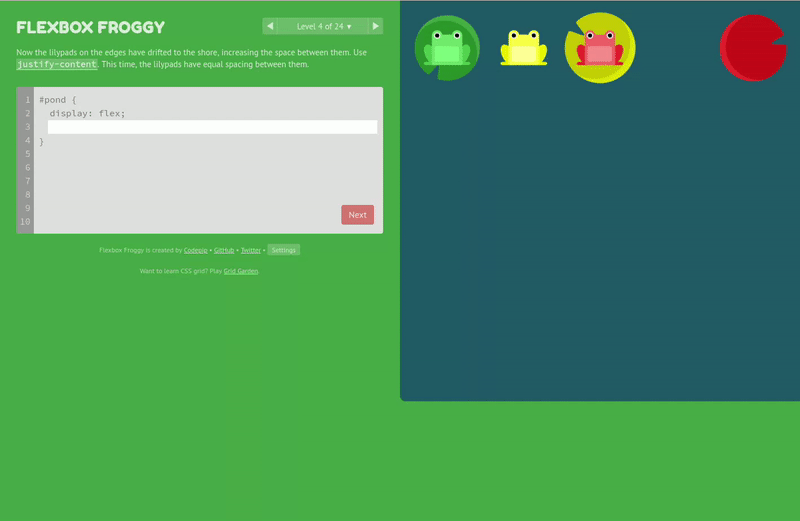 FLEXBOX FROGGY
◀ Level 4 of 24 ▼ ▶
Now the lilypads on the edges have drifted to the shore, increasing the space between them. Use
justify-content. This time, the lilypads have equal spacing between them.
1 #pond {
2 display: flex;
3
4 }
5
6
7
8
9
10
Next
Flexbox Froggy is created by Codepip • GitHub • Twitter • Settings
Want to learn CSS grid? Play Grid Garden.